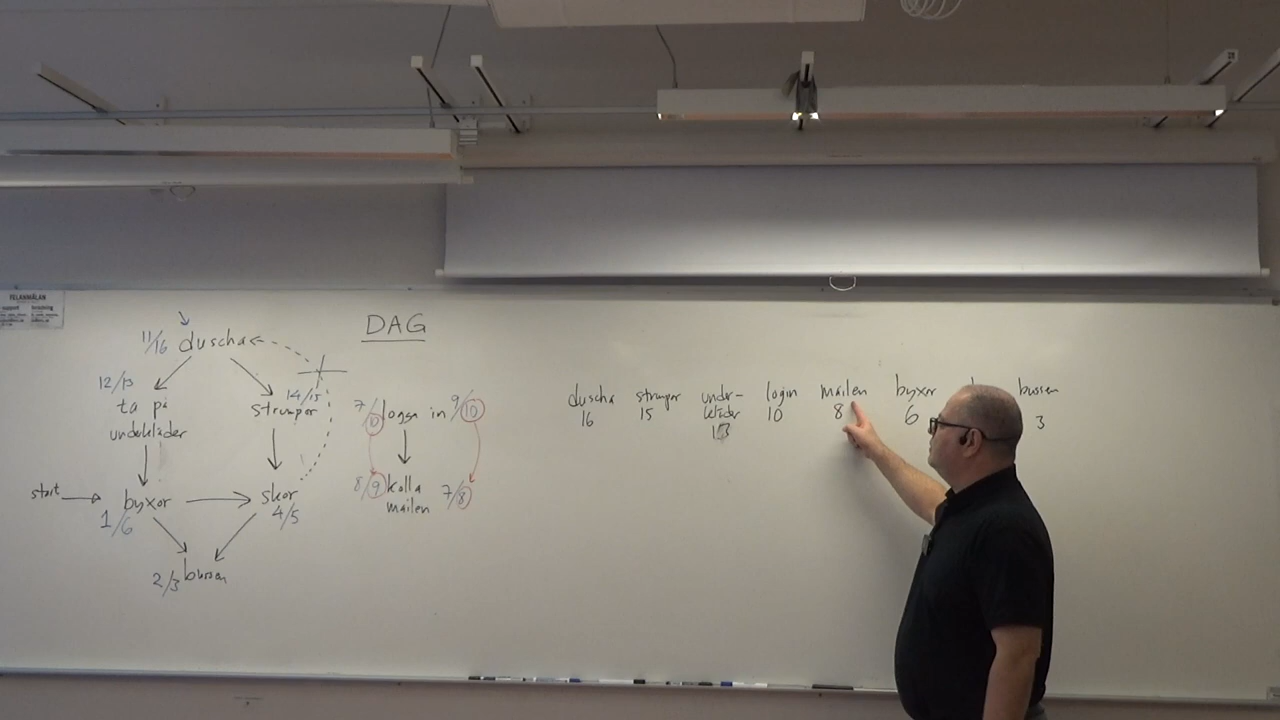 FELANMÄLAN
duscha
11/16
12/13
ta på
underkläder
14/15
strumpor
start
byxor
1/6
skor
4/5
2/3 bussen
DAG
7/10 logga in 9/10
8/9 kolla
mailen 7/8
duscha strumpor under- login mailen byxor bussen
kläder
16 15 13 10 8 6 3